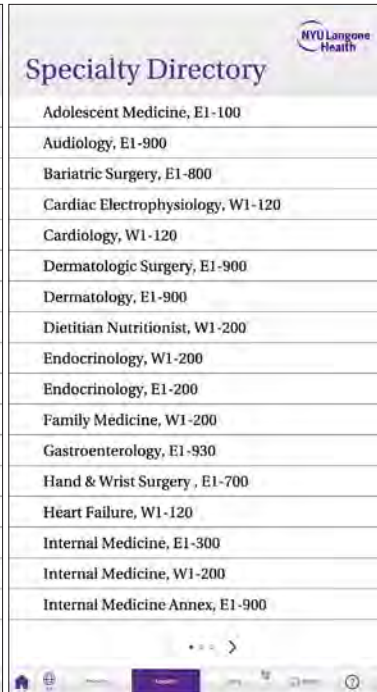 NYU Langone
Health
Specialty Directory
Adolescent Medicine, E1-100
Audiology, E1-900
Bariatric Surgery, E1-800
Cardiac Electrophysiology, W1-120
Cardiology, W1-120
Dermatologic Surgery, E1-900
Dermatology, E1-900
Dietitian Nutritionist, W1-200
Endocrinology, W1-200
Endocrinology, E1-200
Family Medicine, W1-200
Gastroenterology, E1-930
Hand & Wrist Surgery , E1-700
Heart Failure, W1-120
Internal Medicine, E1-300
Internal Medicine, W1-200
Internal Medicine Annex, E1-900